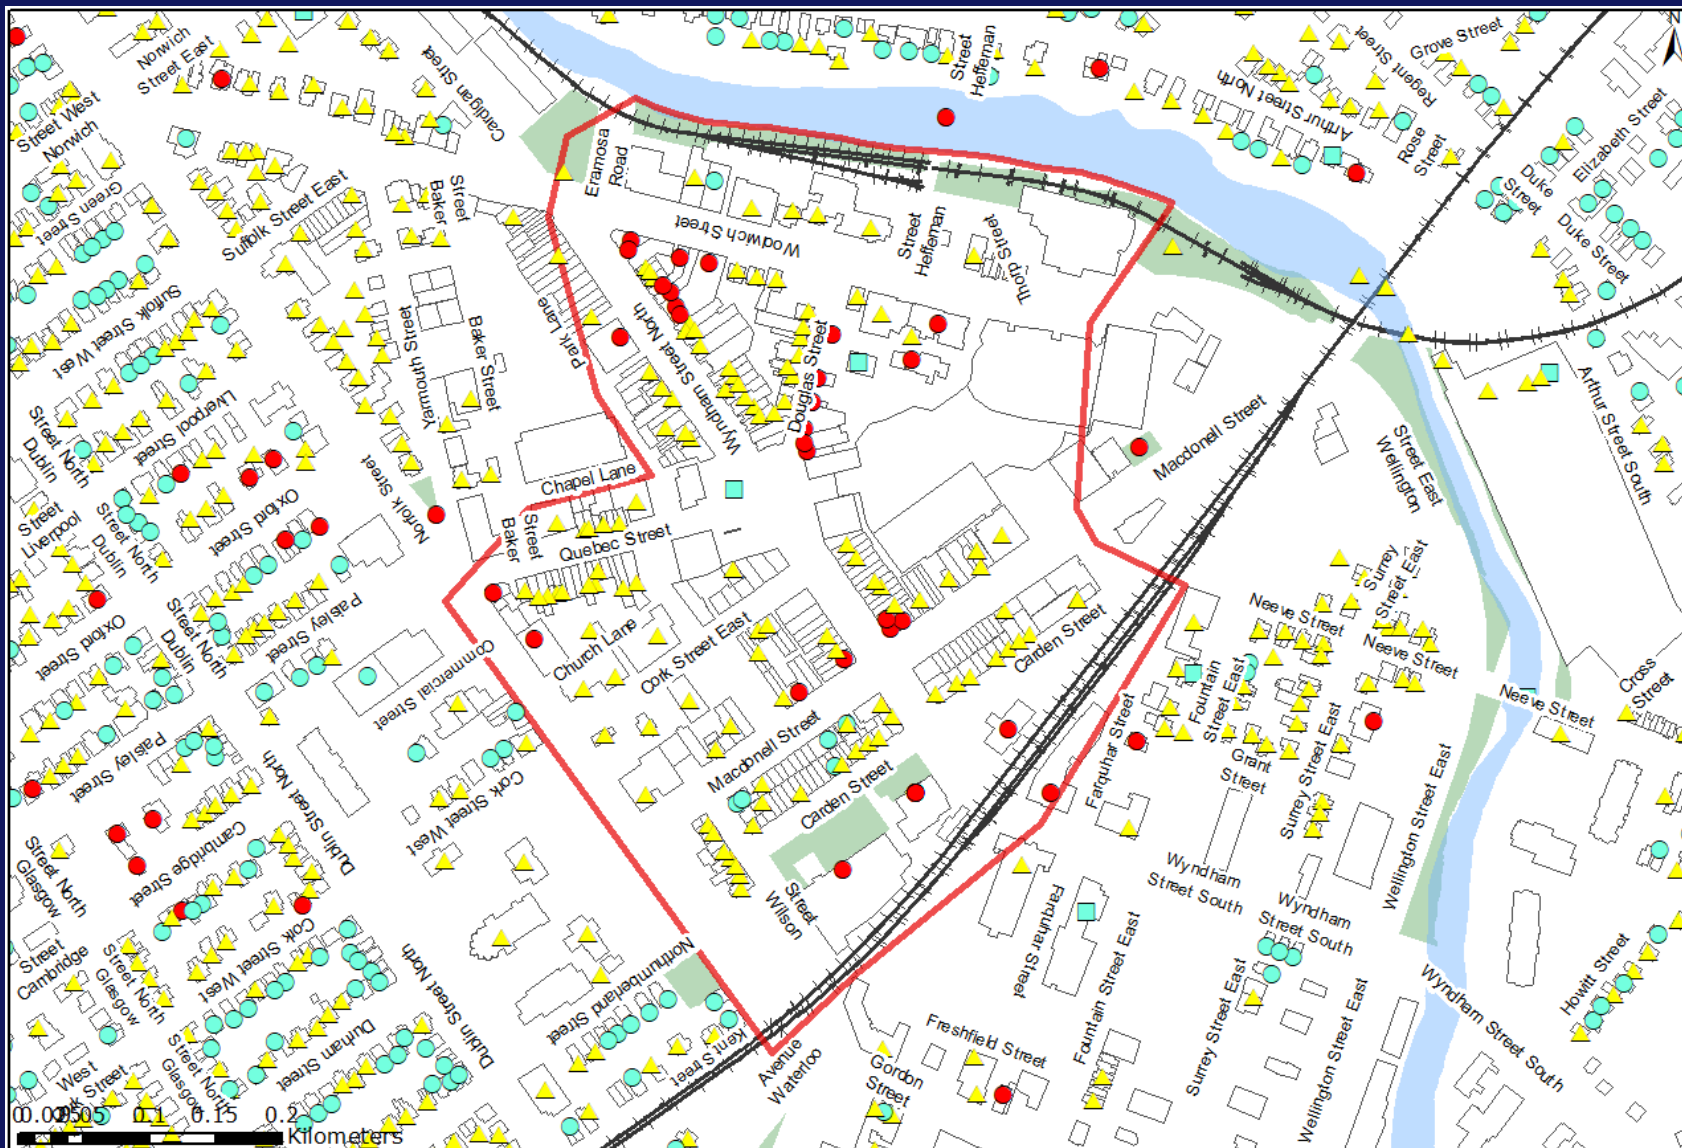 Norwich
Street East
Cardigan Street
Street
Heffernan
Grove Street
Regent
Street
Arthur Street North
Elizabeth Street
Street West
Norwich
Rose
Street
Duke
Street
Duke Street
Eramosa
Road
Green Street
Suffolk Street East
Baker
Street
Woolwich Street
Street
Heffernan
Thorp Street
Suffolk
Street West
Park Lane
Yarmouth Street
Baker Street
Wyndham Street North
Douglas Street
Macdonell Street
Street East
Wellington
Arthur Street South
Liverpool Street
Street North
Dublin
Norfolk Street
Chapel Lane
Baker
Street
Quebec Street
Street
Liverpool
Street North
Dublin
Oxford Street
Paisley Street
Street North
Dublin
Oxford Street
Church Lane
Cork Street East
Carden Street
Commercial Street
Surrey
Street East
Neeve Street
Neeve Street
Neeve Street
Cross
Street
Fountain
Street East
Grant
Street
Surrey Street East
Farquhar Street
Macdonell Street
Carden Street
Wellington Street East
Paisley Street
Cork Street West
Dublin Street North
Cambridge Street
Street North
Glasgow
Wyndham
Street South
Wyndham
Street South
Street
Wilson
Farquhar Street
Fountain Street East
Street
Cambridge
Street North
Glasgow
Cork Street West
Dublin Street North
Northumberland Street
Howitt Street
Wyndham Street South
Surrey Street East
Wellington Street East
Durham Street
Street North
Glasgow
Kent Street
Avenue
Waterloo
Freshfield Street
Gordon
Street
West
Street
0.1 0.15 0.2
Kilometers